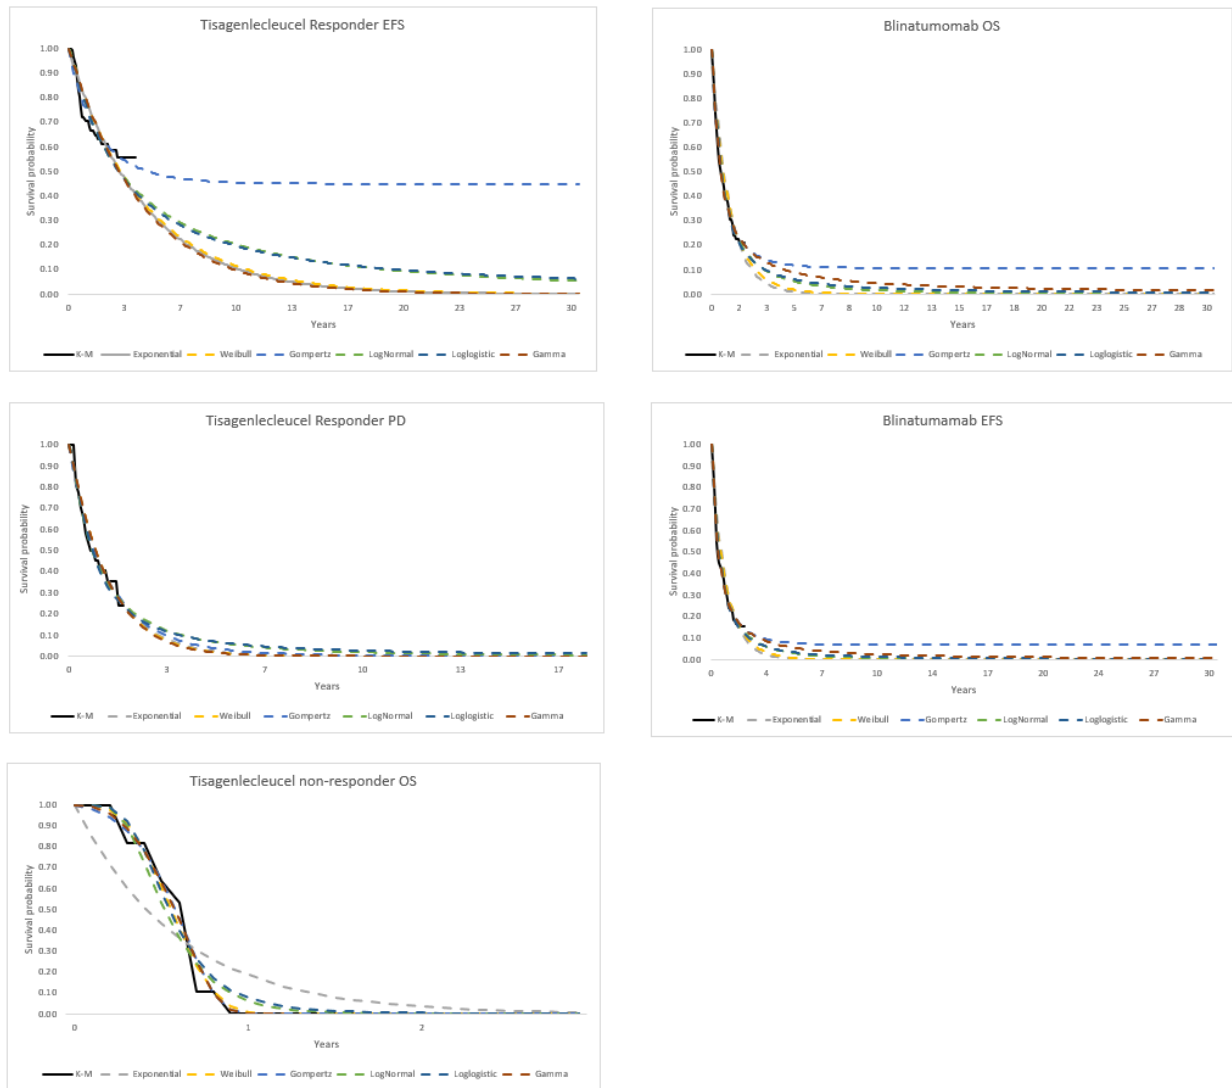 Tisagenlecleucel Responder EFS
1.00
0.90
0.80
0.70
0.60
0.50
0.40
0.30
0.20
0.10
0.00
Survival probability
0 3 7 10 13 17 20 23 27 30
Years
K-M Exponential Weibull Gompertz LogNormal Loglogistic Gamma
Blinatumomab OS
1.00
0.90
0.80
0.70
0.60
0.50
0.40
0.30
0.20
0.10
0.00
Survival probability
0 2 3 5 7 8 10 12 13 15 17 18 20 22 23 25 27 28 30
Years
K-M Exponential Weibull Gompertz LogNormal Loglogistic Gamma
Tisagenlecleucel Responder PD
1.00
0.90
0.80
0.70
0.60
0.50
0.40
0.30
0.20
0.10
0.00
Survival probability
0 3 7 10 13 17
Years
K-M Exponential Weibull Gompertz LogNormal Loglogistic Gamma
Blinatumamab EFS
1.00
0.90
0.80
0.70
0.60
0.50
0.40
0.30
0.20
0.10
0.00
Survival probability
0 4 7 10 14 17 20 24 27 30
Years
K-M Exponential Weibull Gompertz LogNormal Loglogistic Gamma
Tisagenlecleucel non-responder OS
1.00
0.90
0.80
0.70
0.60
0.50
0.40
0.30
0.20
0.10
0.00
Survival probability
0 1 2
Years
K-M Exponential Weibull Gompertz LogNormal Loglogistic Gamma